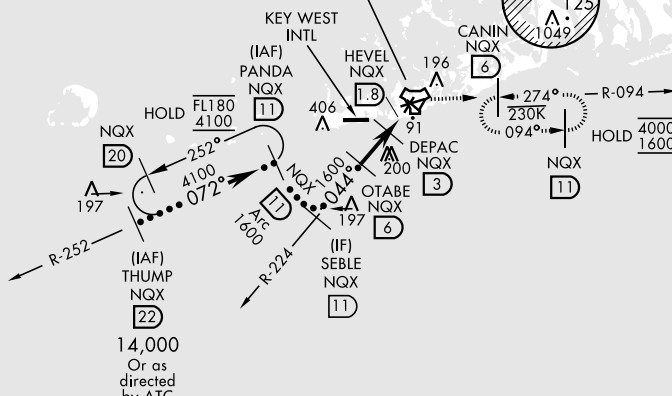 125
1049
KEY WEST
INTL
CANIN
NQX
6
(IAF)
PANDA
NQX
11
HEVEL
NQX
1.8
196
HOLD
FL180
4100
406
91
274°
230K
094°
R-094
HOLD
4000
1600
NQX
20
252°
4100
072°
NQX
11
Arc
1600
1600
044°
200
DEPAC
NQX
3
NQX
11
197
197
OTABE
NQX
6
R-252
R-224
(IF)
SEBLE
NQX
11
(IAF)
THUMP
NQX
22
14,000
Or as
directed
by ATC